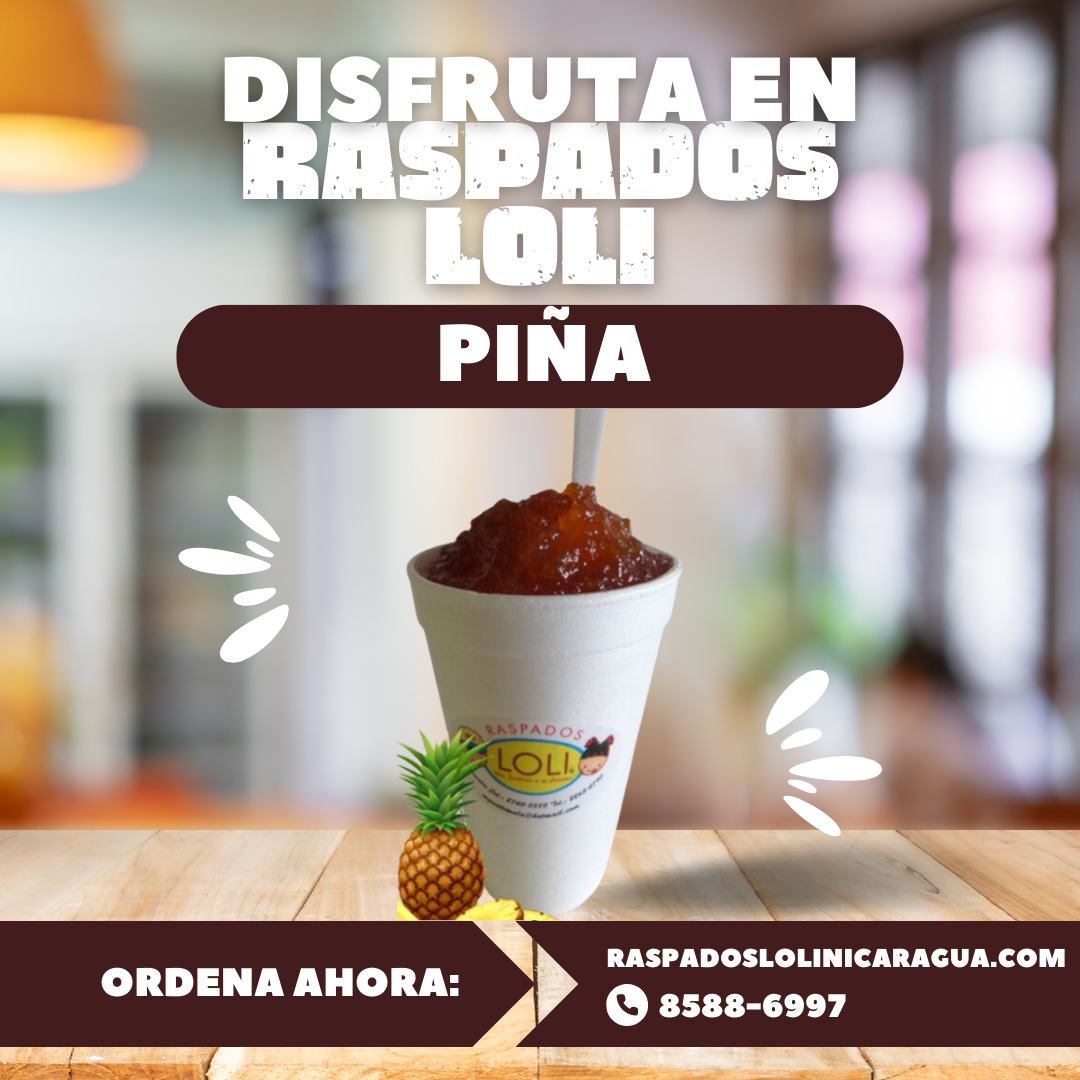 DISFRUTA EN
RASPADOS
LOLI
PIÑA
RASPADOS
LOLI
ORDENA AHORA:
RASPADOSLOLINICARAGUA.COM
8588-6997